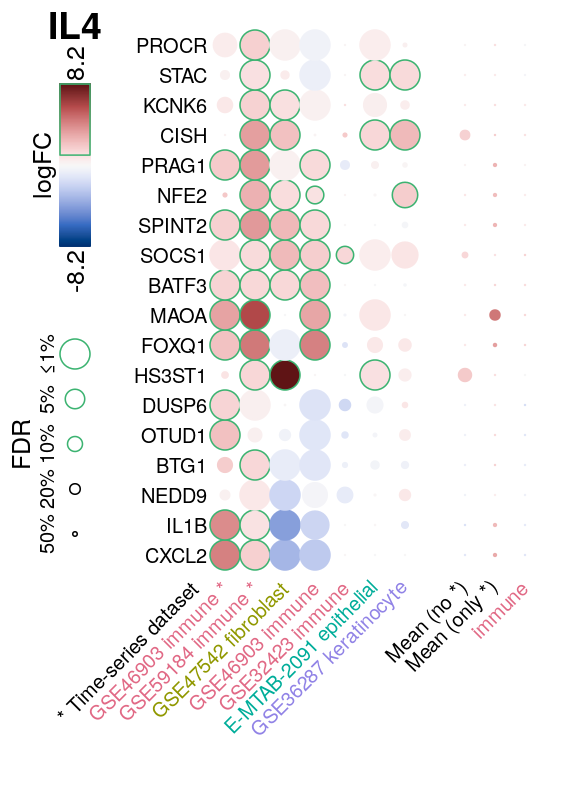 IL4
8.2
logFC
-8.2
FDR
≤1%
5%
10%
20%
50%
PROCR
STAC
KCNK6
CISH
PRAG1
NFE2
SPINT2
SOCS1
BATF3
MAOA
FOXQ1
HS3ST1
DUSP6
OTUD1
BTG1
NEDD9
IL1B
CXCL2
* Time-series dataset
GSE46903 immune *
GSE59184 immune *
GSE47542 fibroblast
GSE46903 immune
GSE32423 immune
E-MTAB-2091 epithelial
GSE36287 keratinocyte
Mean (no *)
Mean (only *)
immune